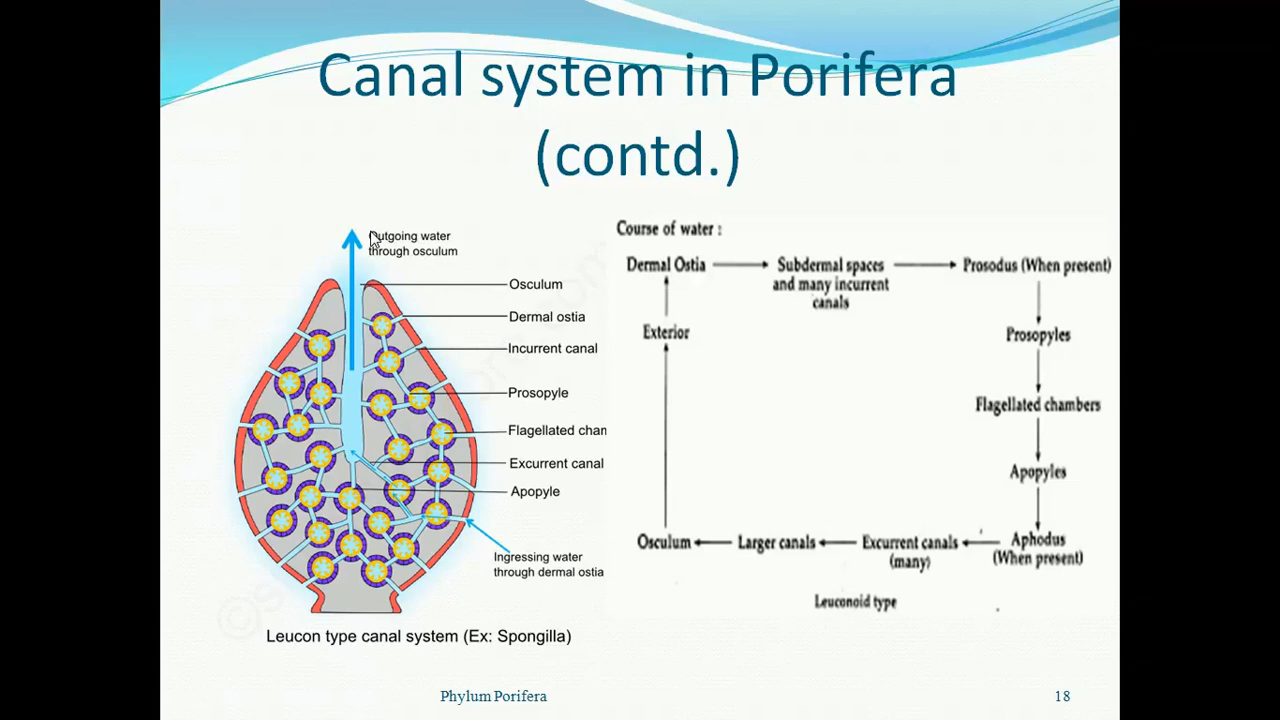 Canal system in Porifera
(contd.)
Outgoing water
through osculum
Osculum
Dermal ostia
Incurrent canal
Prosopyle
Flagellated cham
Excurrent canal
Apopyle
Ingressing water
through dermal ostia
Leucon type canal system (Ex: Spongilla)
Course of water :
Dermal Ostia
Subdermal spaces
and many incurrent
canals
Prosodus (When present)
Exterior
Prosopyles
Flagellated chambers
Apopyles
Osculum
Larger canals
Excurrent canals
(many)
Aphodus
(When present)
Leuconoid type
Phylum Porifera
18